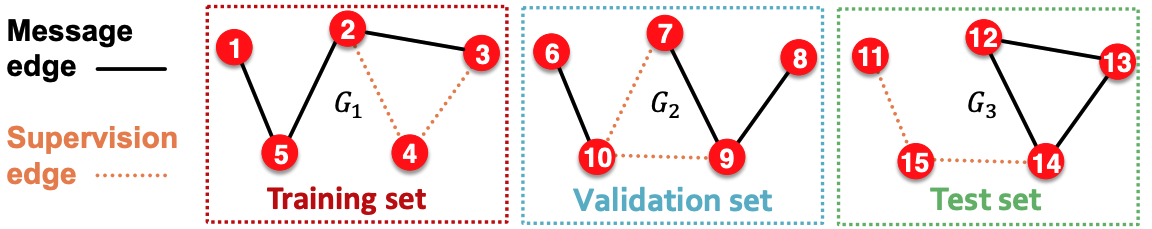 Message
edge
Supervision
edge
1
2
3
G1
5
4
Training set
6
7
8
G2
10
9
Validation set
11
12
13
G3
15
14
Test set